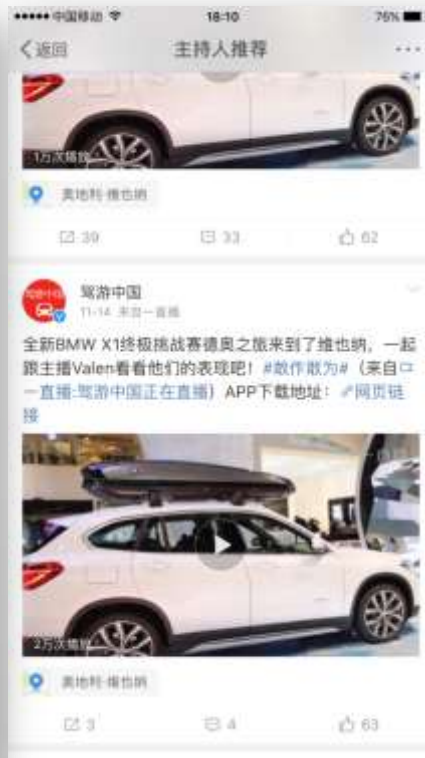 中国移动
18:10
76%
返回
主持人推荐
1万次播放
奥地利·维也纳
39
33
62
驾游中国
11-14 来自一直播
全新BMW X1终极挑战赛德奥之旅来到了维也纳，一起
跟主播Valen看看他们的表现吧！#敢作敢为#（来自
一直播:驾游中国正在直播）APP下载地址：网页链
接
2万次播放
奥地利·维也纳
3
4
63